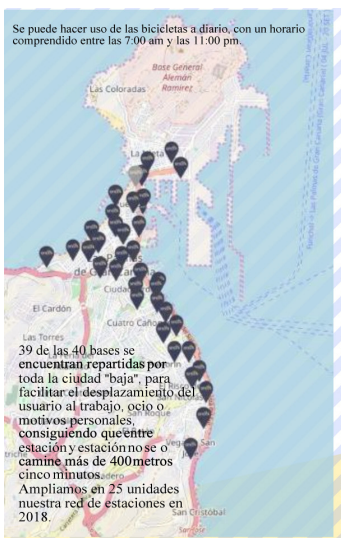 Se puede hacer uso de las bicicletas a diario, con un horario
comprendido entre las 7:00 am y las 11:00 pm.
Base General
Alemán
Ramírez
Las Coloradas
El Cardón
Cuatro Caño
Las Torres
39 de las 40 bases se
encuentran repartidas por
toda la ciudad "baja", para
facilitar el desplazamiento del
usuario al trabajo, ocio o
motivos personales,
consiguiendo que entre
estación y estación no se o
camine más de 400 metros
cinco minutos.
Ampliamos en 25 unidades
nuestra red de estaciones en
2018.
San Roque
San Cristóbal